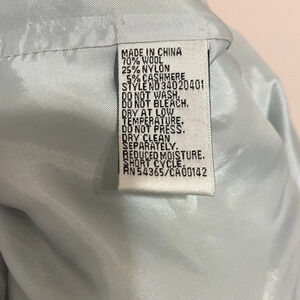 MADE IN CHINA
70% WOOL
25% NYLON
5% CASHMERE
STYLE ND34020401
DO NOT WASH.
DO NOT BLEACH.
DRY AT LOW
TEMPERATURE.
DO NOT PRESS.
DRY CLEAN
SEPARATELY.
REDUCED MOISTURE.
SHORT CYCLE.
RN 54365/CA00142